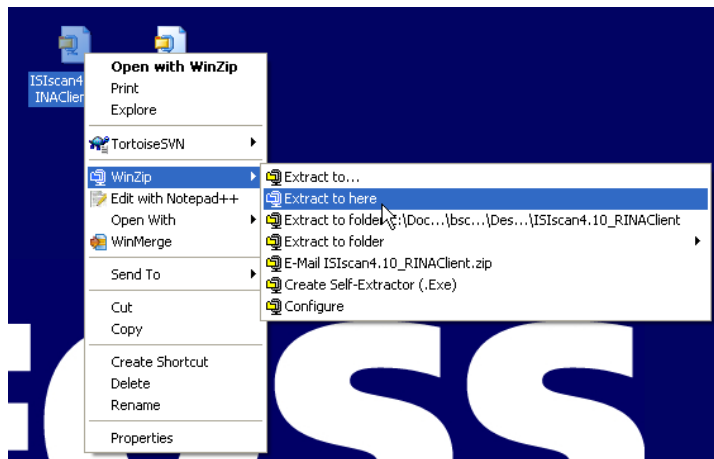 ISIscan4
INAClier
Open with WinZip
Print
Explore
TortoiseSVN
WinZip
Edit with Notepad++
Open With
WinMerge
Send To
Cut
Copy
Create Shortcut
Delete
Rename
Properties
Extract to...
Extract to here
Extract to folder C:\Doc...\bsc...\Des...\ISIscan4.10_RINAClient
Extract to folder
E-Mail ISIscan4.10_RINAClient.zip
Create Self-Extractor (.Exe)
Configure